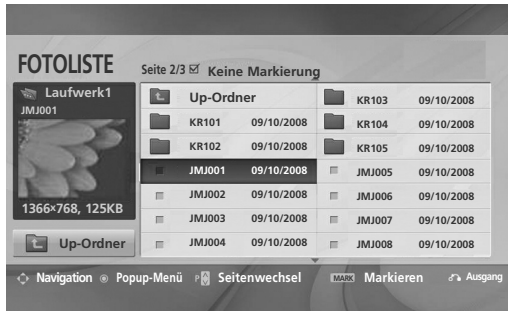 FOTOLISTE
Seite 2/3 Keine Markierung
Laufwerk1
JMJ001
1366×768, 125KB
Up-Ordner
Up-Ordner
KR101 09/10/2008
KR102 09/10/2008
JMJ001 09/10/2008
JMJ002 09/10/2008
JMJ003 09/10/2008
JMJ004 09/10/2008
KR103 09/10/2008
KR104 09/10/2008
KR105 09/10/2008
JMJ005 09/10/2008
JMJ006 09/10/2008
JMJ007 09/10/2008
JMJ008 09/10/2008
Navigation Popup-Menü P Seitenwechsel MARK Markieren Ausgang